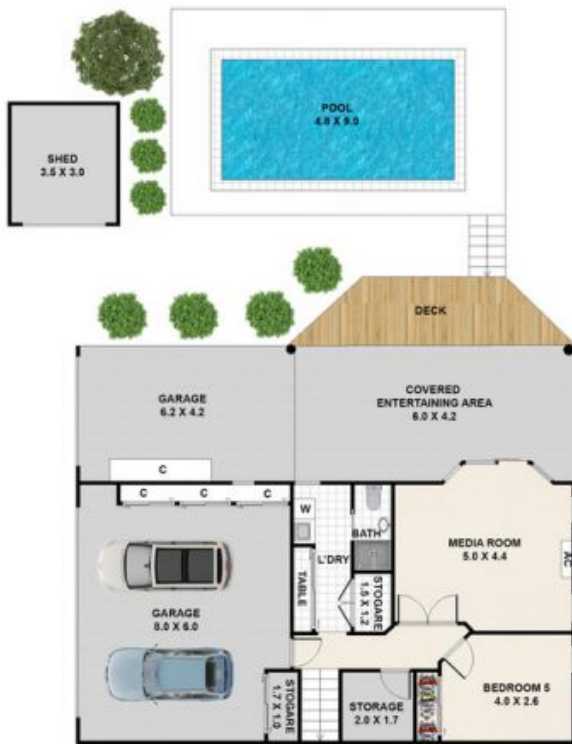 POOL
4.8 X 9.0
SHED
3.5 X 3.0
DECK
GARAGE
6.2 X 4.2
COVERED
ENTERTAINING AREA
6.0 X 4.2
C
C
C
C
W
BATH
MEDIA ROOM
5.0 X 4.4
AC
L'DRY
TABLE
STOGARE
1.5 X 1.2
GARAGE
8.0 X 6.0
STOGARE
1.7 X 1.0
STORAGE
2.0 X 1.7
BEDROOM 5
4.0 X 2.6